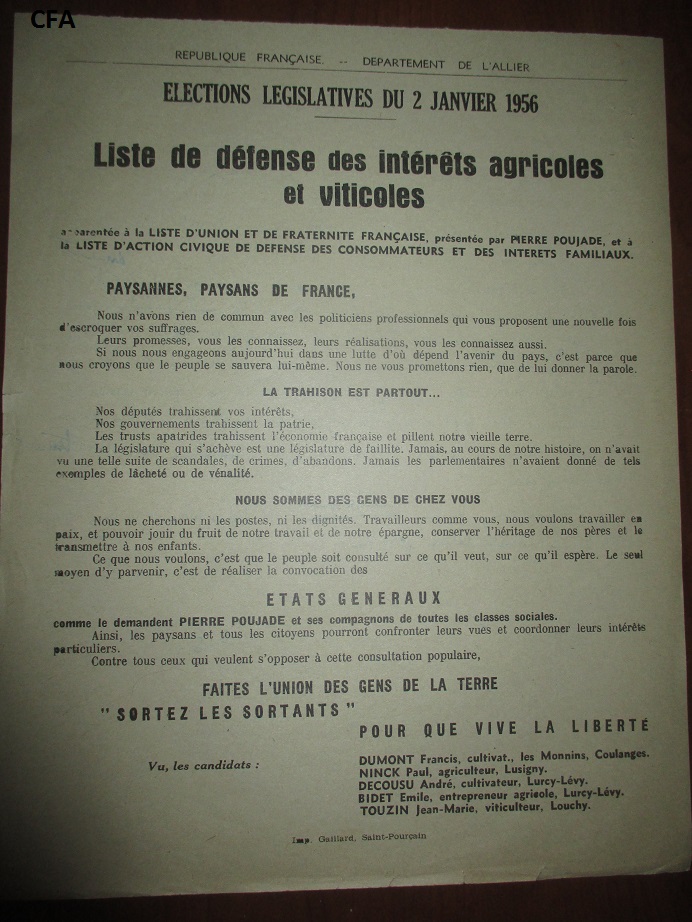 CFA
REPUBLIQUE FRANÇAISE -- DEPARTEMENT DE L'ALLIER
ELECTIONS LEGISLATIVES DU 2 JANVIER 1956
Liste de défense des intérêts agricoles
et viticoles
apparentée à la LISTE D'UNION ET DE FRATERNITE FRANÇAISE, présentée par PIERRE POUJADE, et à
la LISTE D'ACTION CIVIQUE DE DEFENSE DES CONSOMMATEURS ET DES INTERETS FAMILIAUX.
PAYSANNES, PAYSANS DE FRANCE,
Nous n'avons rien de commun avec les politiciens professionnels qui vous proposent une nouvelle fois
d'escroquer vos suffrages.
Leurs promesses, vous les connaissez, leurs réalisations, vous les connaissez aussi.
Si nous nous engageons aujourd'hui dans une lutte d'où dépend l'avenir du pays, c'est parce que
nous croyons que le peuple se sauvera lui-même. Nous ne vous promettons rien, que de lui donner la parole.
LA TRAHISON EST PARTOUT...
Nos députés trahissent vos intérêts,
Nos gouvernements trahissent la patrie,
Les trusts apatrides trahissent l'économie française et pillent notre vieille terre.
La législature qui s'achève est une législature de faillite. Jamais, au cours de notre histoire, on n'avait
vu une telle suite de scandales, de crimes, d'abandons. Jamais les parlementaires n'avaient donné de tels
exemples de lâcheté ou de vénalité.
NOUS SOMMES DES GENS DE CHEZ VOUS
Nous ne cherchons ni les postes, ni les dignités. Travailleurs comme vous, nous voulons travailler en
paix, et pouvoir jouir du fruit de notre travail et de notre épargne, conserver l'héritage de nos pères et le
transmettre à nos enfants.
Ce que nous voulons, c'est que le peuple soit consulté sur ce qu'il veut, sur ce qu'il espère. Le seul
moyen d'y parvenir, c'est de réaliser la convocation des
ETATS GENERAUX
comme le demandent PIERRE POUJADE et ses compagnons de toutes les classes sociales.
Ainsi, les paysans et tous les citoyens pourront confronter leurs vues et coordonner leurs intérêts
particuliers.
Contre tous ceux qui veulent s'opposer à cette consultation populaire,
FAITES L'UNION DES GENS DE LA TERRE
" SORTEZ LES SORTANTS "
POUR QUE VIVE LA LIBERTÉ
Vu, les candidats :
DUMONT Francis, cultivat., les Monnins, Coulanges.
NINCK Paul, agriculteur, Lusigny.
DECOUSU André, cultivateur, Lurcy-Lévy.
BIDET Emile, entrepreneur agricole, Lurcy-Lévy.
TOUZIN Jean-Marie, viticulteur, Louchy.
Imp. Gaillard, Saint-Pourçain